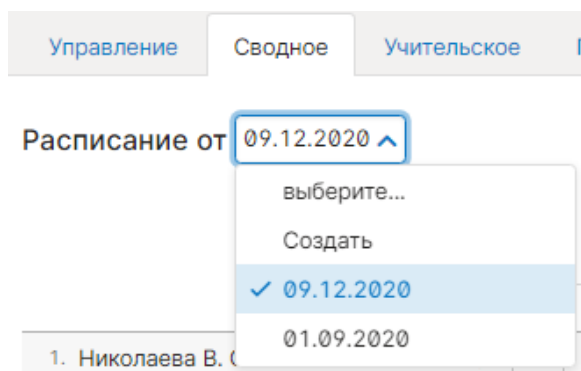 Управление Сводное Учительское
Расписание от 09.12.2020
выберите...
Создать
09.12.2020
01.09.2020
1. Николаева В.